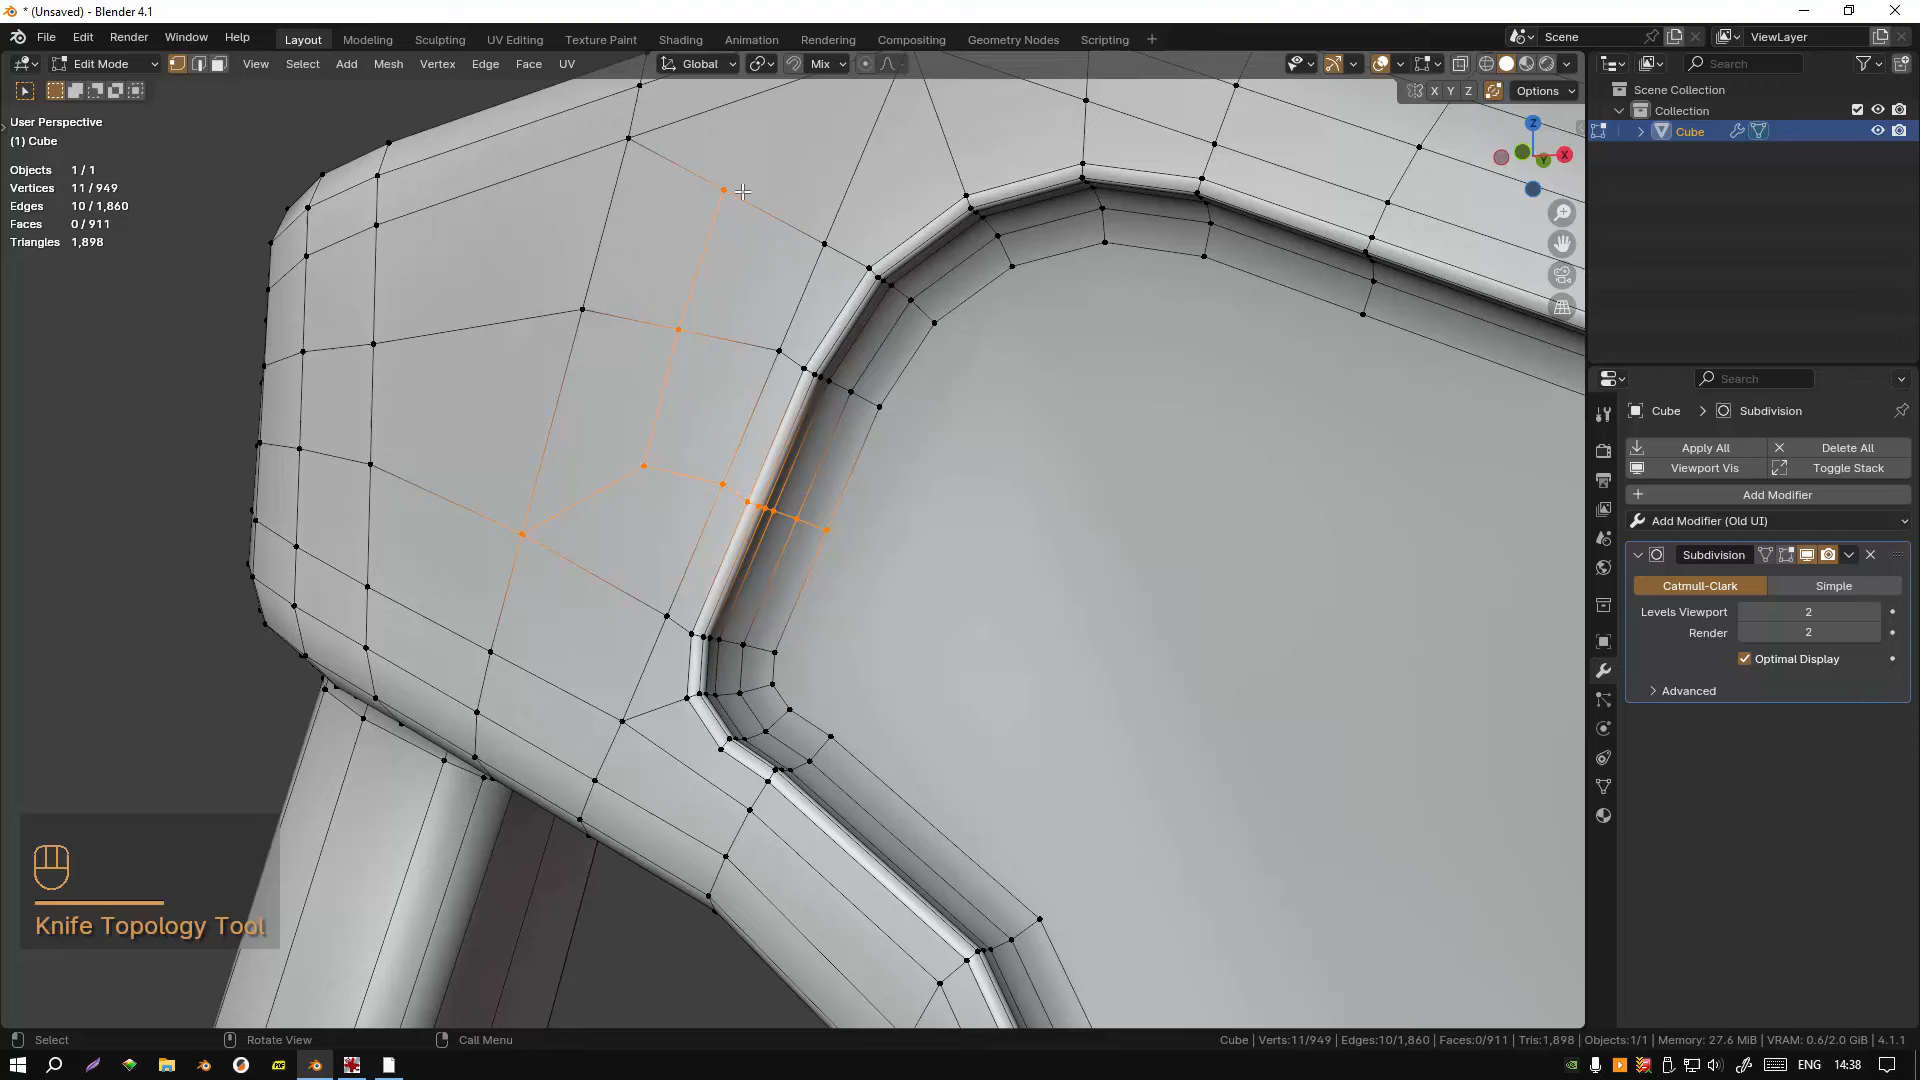 * (Unsaved) - Blender 4.1
File Edit Render Window Help Layout Modeling Sculpting UV Editing Texture Paint Shading Animation Rendering Compositing Geometry Nodes Scripting + Scene ViewLayer
Edit Mode View Select Add Mesh Vertex Edge Face UV Global Mix Search
X Y Z Options
Scene Collection
Collection
Cube
User Perspective
(1) Cube
Objects 1 / 1
Vertices 11 / 949
Edges 10 / 1,860
Faces 0 / 911
Triangles 1,898
Z
X
Y
Search
Cube > Subdivision
Apply All Delete All
Viewport Vis Toggle Stack
Add Modifier
Add Modifier (Old UI)
Subdivision
Catmull-Clark Simple
Levels Viewport 2
Render 2
Optimal Display
Advanced
Knife Topology Tool
Select Rotate View Call Menu Cube | Verts:11/949 | Edges:10/1,860 | Faces:0/911 | Tris:1,898 | Objects:1/1 | Memory: 27.6 MiB | VRAM: 0.6/2.0 GiB | 4.1.1
ENG 14:38